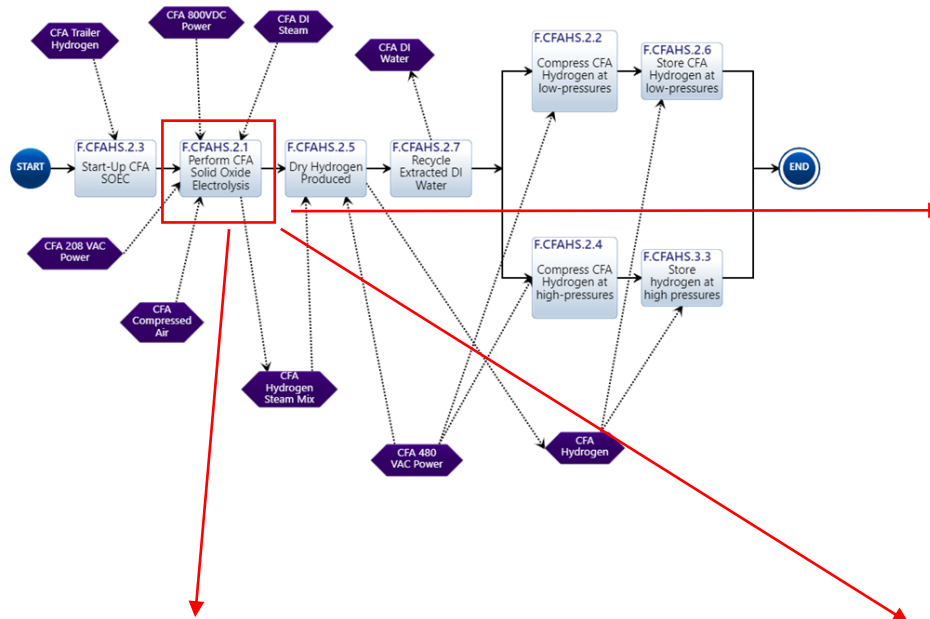 CFA Trailer
Hydrogen
CFA 800VDC
Power
CFA DI
Steam
CFA DI
Water
F.CFAHS.2.2
Compress CFA
Hydrogen at
low-pressures
F.CFAHS.2.6
Store CFA
Hydrogen at
low-pressures
START
F.CFAHS.2.3
Start-Up CFA
SOEC
F.CFAHS.2.1
Perform CFA
Solid Oxide
Electrolysis
F.CFAHS.2.5
Dry Hydrogen
Produced
F.CFAHS.2.7
Recycle
Extracted DI
Water
END
CFA 208 VAC
Power
F.CFAHS.2.4
Compress CFA
Hydrogen at
high-pressures
F.CFAHS.3.3
Store
hydrogen at
high pressures
CFA
Compressed
Air
CFA
Hydrogen
Steam Mix
CFA 480
VAC Power
CFA
Hydrogen